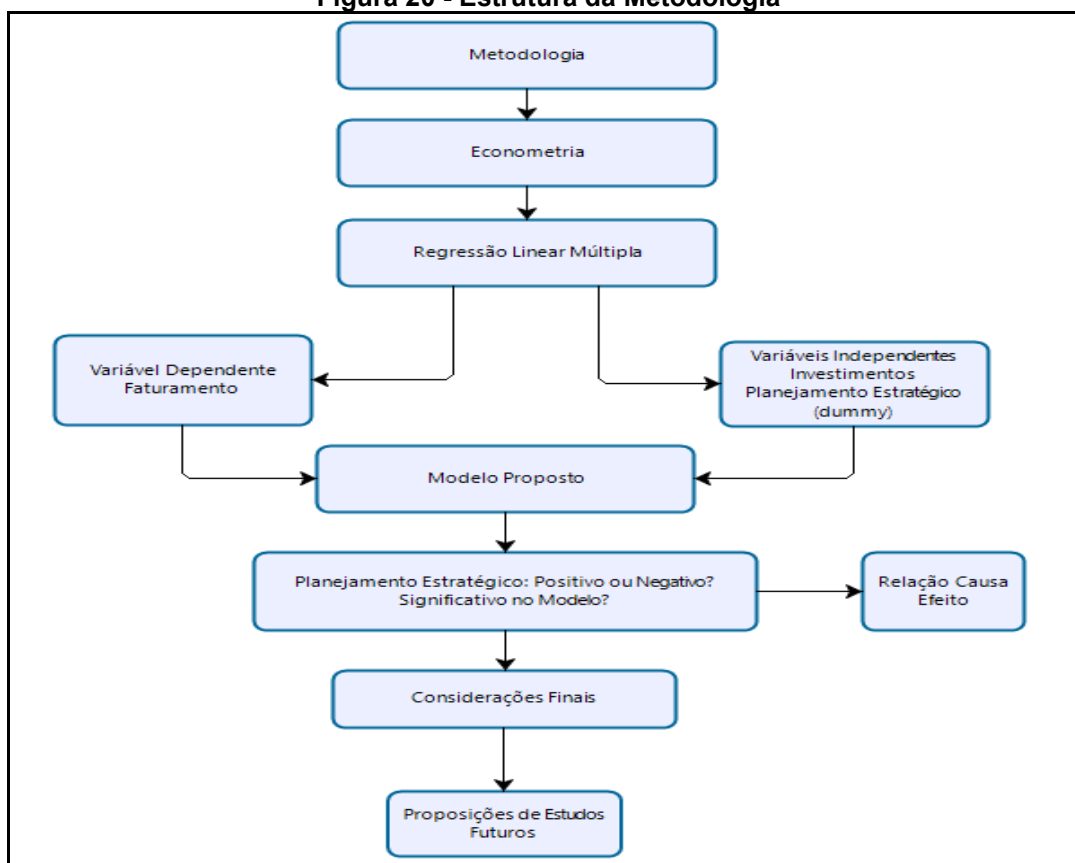 Figura 20 - Estrutura da Metodologia
Metodologia
Econometria
Regressão Linear Múltipla
Variável Dependente
Faturamento
Variáveis Independentes
Investimentos
Planejamento Estratégico
(dummy)
Modelo Proposto
Planejamento Estratégico: Positivo ou Negativo?
Significativo no Modelo?
Relação Causa
Efeito
Considerações Finais
Proposições de Estudos
Futuros